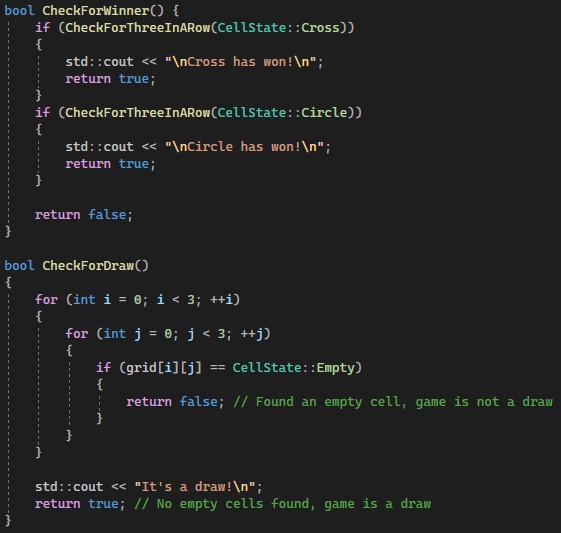 bool CheckForWinner() {
    if (CheckForThreeInARow(CellState::Cross))
    {
        std::cout << "\nCross has won!\n";
        return true;
    }
    if (CheckForThreeInARow(CellState::Circle))
    {
        std::cout << "\nCircle has won!\n";
        return true;
    }

    return false;
}

bool CheckForDraw()
{
    for (int i = 0; i < 3; ++i)
    {
        for (int j = 0; j < 3; ++j)
        {
            if (grid[i][j] == CellState::Empty)
            {
                return false; // Found an empty cell, game is not a draw
            }
        }
    }

    std::cout << "It's a draw!\n";
    return true; // No empty cells found, game is a draw
}